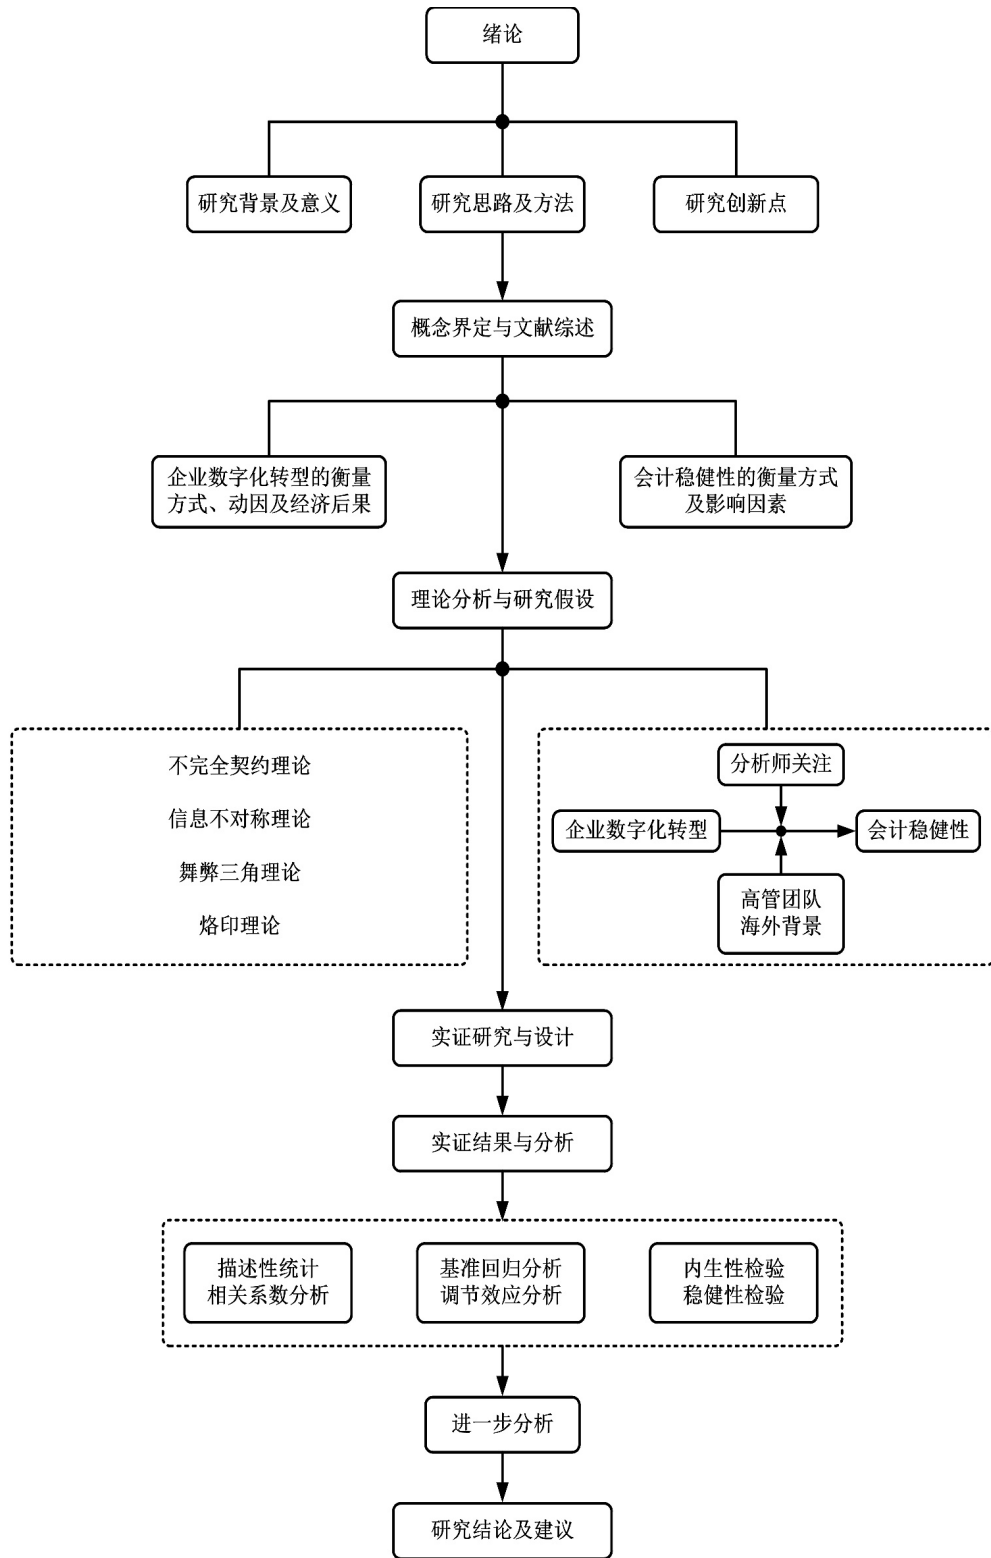 绪论
研究背景及意义
研究思路及方法
研究创新点
概念界定与文献综述
企业数字化转型的衡量
方式、动因及经济后果
会计稳健性的衡量方式
及影响因素
理论分析与研究假设
不完全契约理论
信息不对称理论
舞弊三角理论
烙印理论
分析师关注
企业数字化转型
会计稳健性
高管团队
海外背景
实证研究与设计
实证结果与分析
描述性统计
相关系数分析
基准回归分析
调节效应分析
内生性检验
稳健性检验
进一步分析
研究结论及建议